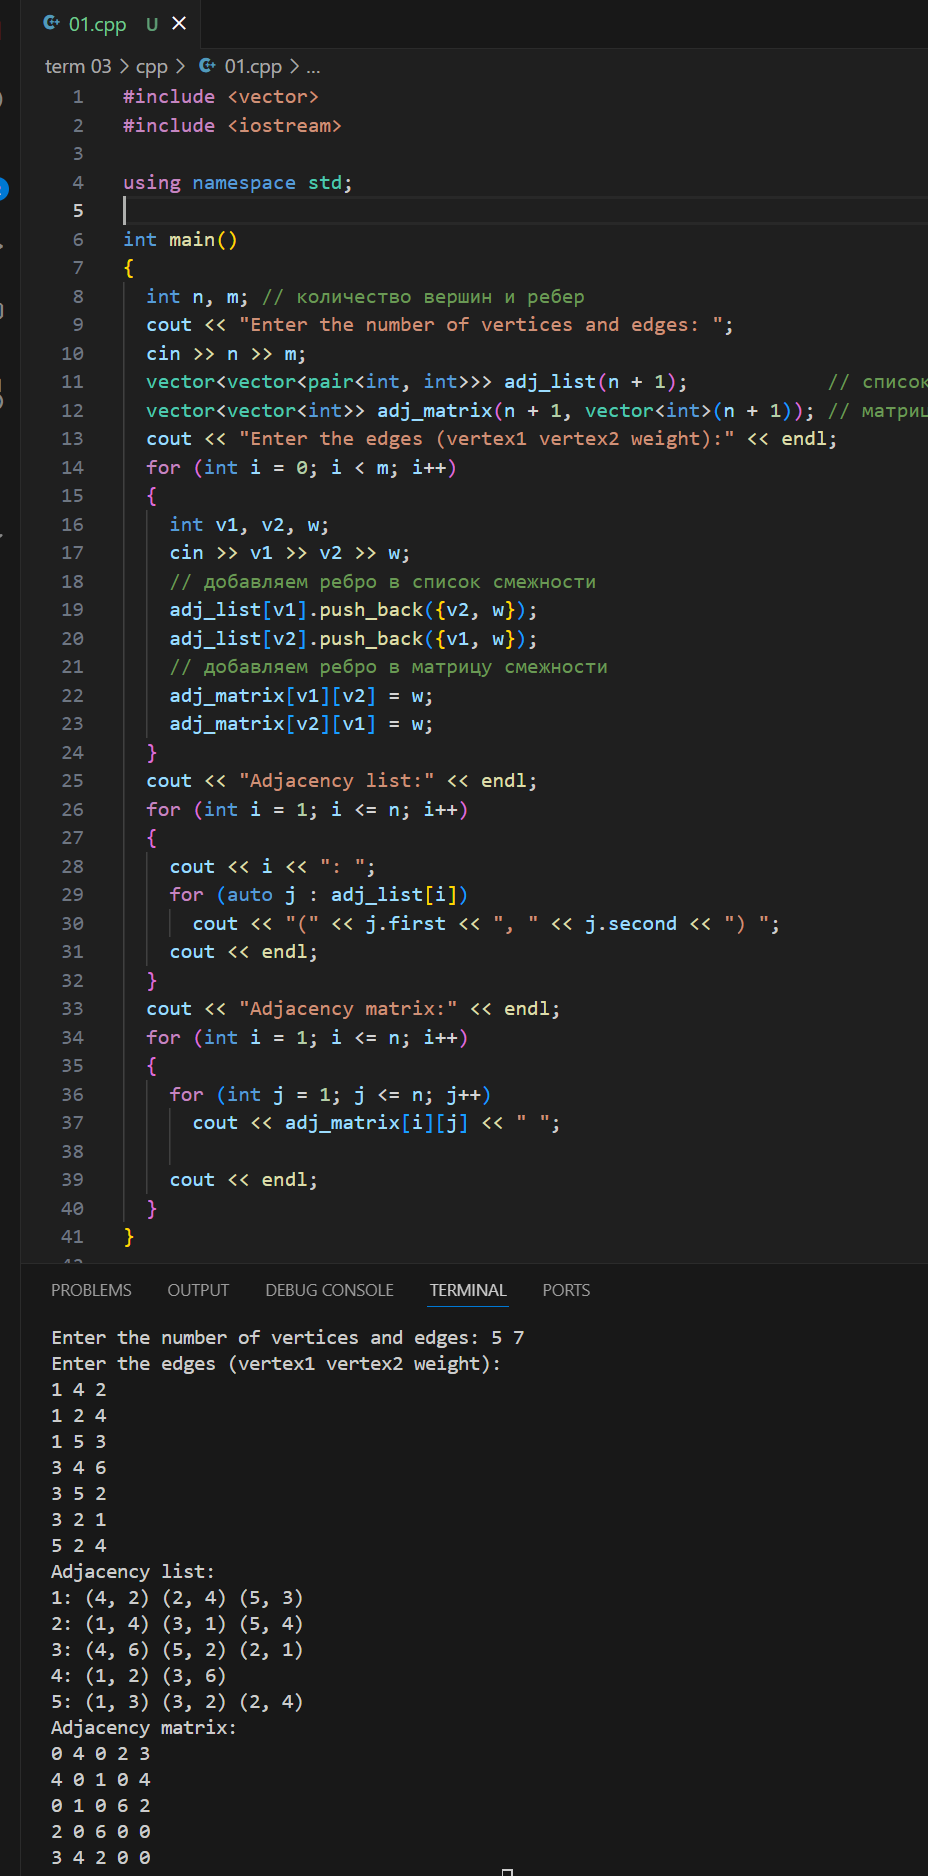 01.cpp U
term 03 > cpp > 01.cpp > ...
1 #include <vector>
2 #include <iostream>
3
4 using namespace std;
5
6 int main()
7 {
8 int n, m; // количество вершин и ребер
9 cout << "Enter the number of vertices and edges: ";
10 cin >> n >> m;
11 vector<vector<pair<int, int>>> adj_list(n + 1); // список
12 vector<vector<int>> adj_matrix(n + 1, vector<int>(n + 1)); //
13 cout << "Enter the edges (vertex1 vertex2 weight):" << endl;
14 for (int i = 0; i < m; i++)
15 {
16 int v1, v2, w;
17 cin >> v1 >> v2 >> w;
18 // добавляем ребро в список смежности
19 adj_list[v1].push_back({v2, w});
20 adj_list[v2].push_back({v1, w});
21 // добавляем ребро в матрицу смежности
22 adj_matrix[v1][v2] = w;
23 adj_matrix[v2][v1] = w;
24 }
25 cout << "Adjacency list:" << endl;
26 for (int i = 1; i <= n; i++)
27 {
28 cout << i << ": ";
29 for (auto j : adj_list[i])
30 cout << "(" << j.first << ", " << j.second << ") ";
31 cout << endl;
32 }
33 cout << "Adjacency matrix:" << endl;
34 for (int i = 1; i <= n; i++)
35 {
36 for (int j = 1; j <= n; j++)
37 cout << adj_matrix[i][j] << " ";
38
39 cout << endl;
40 }
41 }
PROBLEMS OUTPUT DEBUG CONSOLE TERMINAL PORTS
Enter the number of vertices and edges: 5 7
Enter the edges (vertex1 vertex2 weight):
1 4 2
1 2 4
1 5 3
3 4 6
3 5 2
3 2 1
5 2 4
Adjacency list:
1: (4, 2) (2, 4) (5, 3)
2: (1, 4) (3, 1) (5, 4)
3: (4, 6) (5, 2) (2, 1)
4: (1, 2) (3, 6)
5: (1, 3) (3, 2) (2, 4)
Adjacency matrix:
0 4 0 2 3
4 0 1 0 4
0 1 0 6 2
2 0 6 0 0
3 4 2 0 0